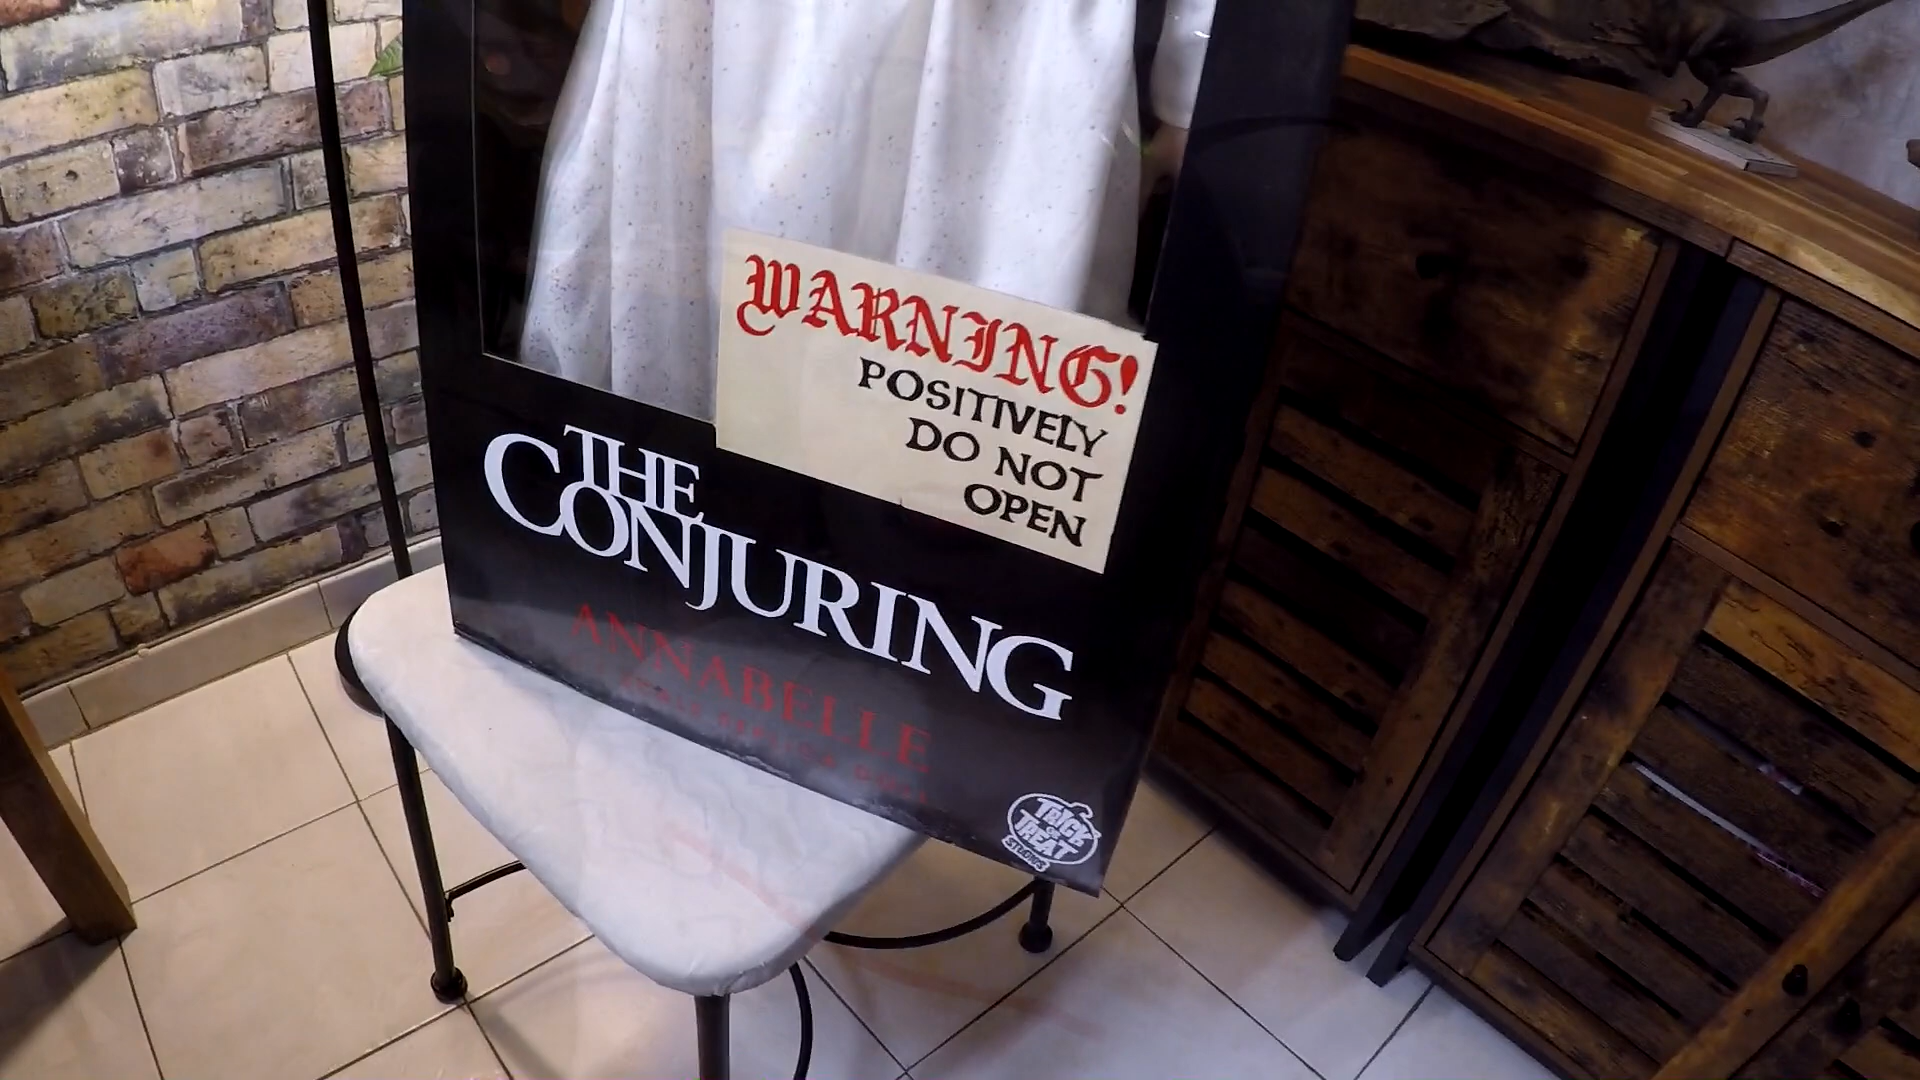 WARNING!
POSITIVELY
DO NOT
OPEN
THE
CONJURING
ANNABELLE
TRICK
OR
TREAT
STUDIOS